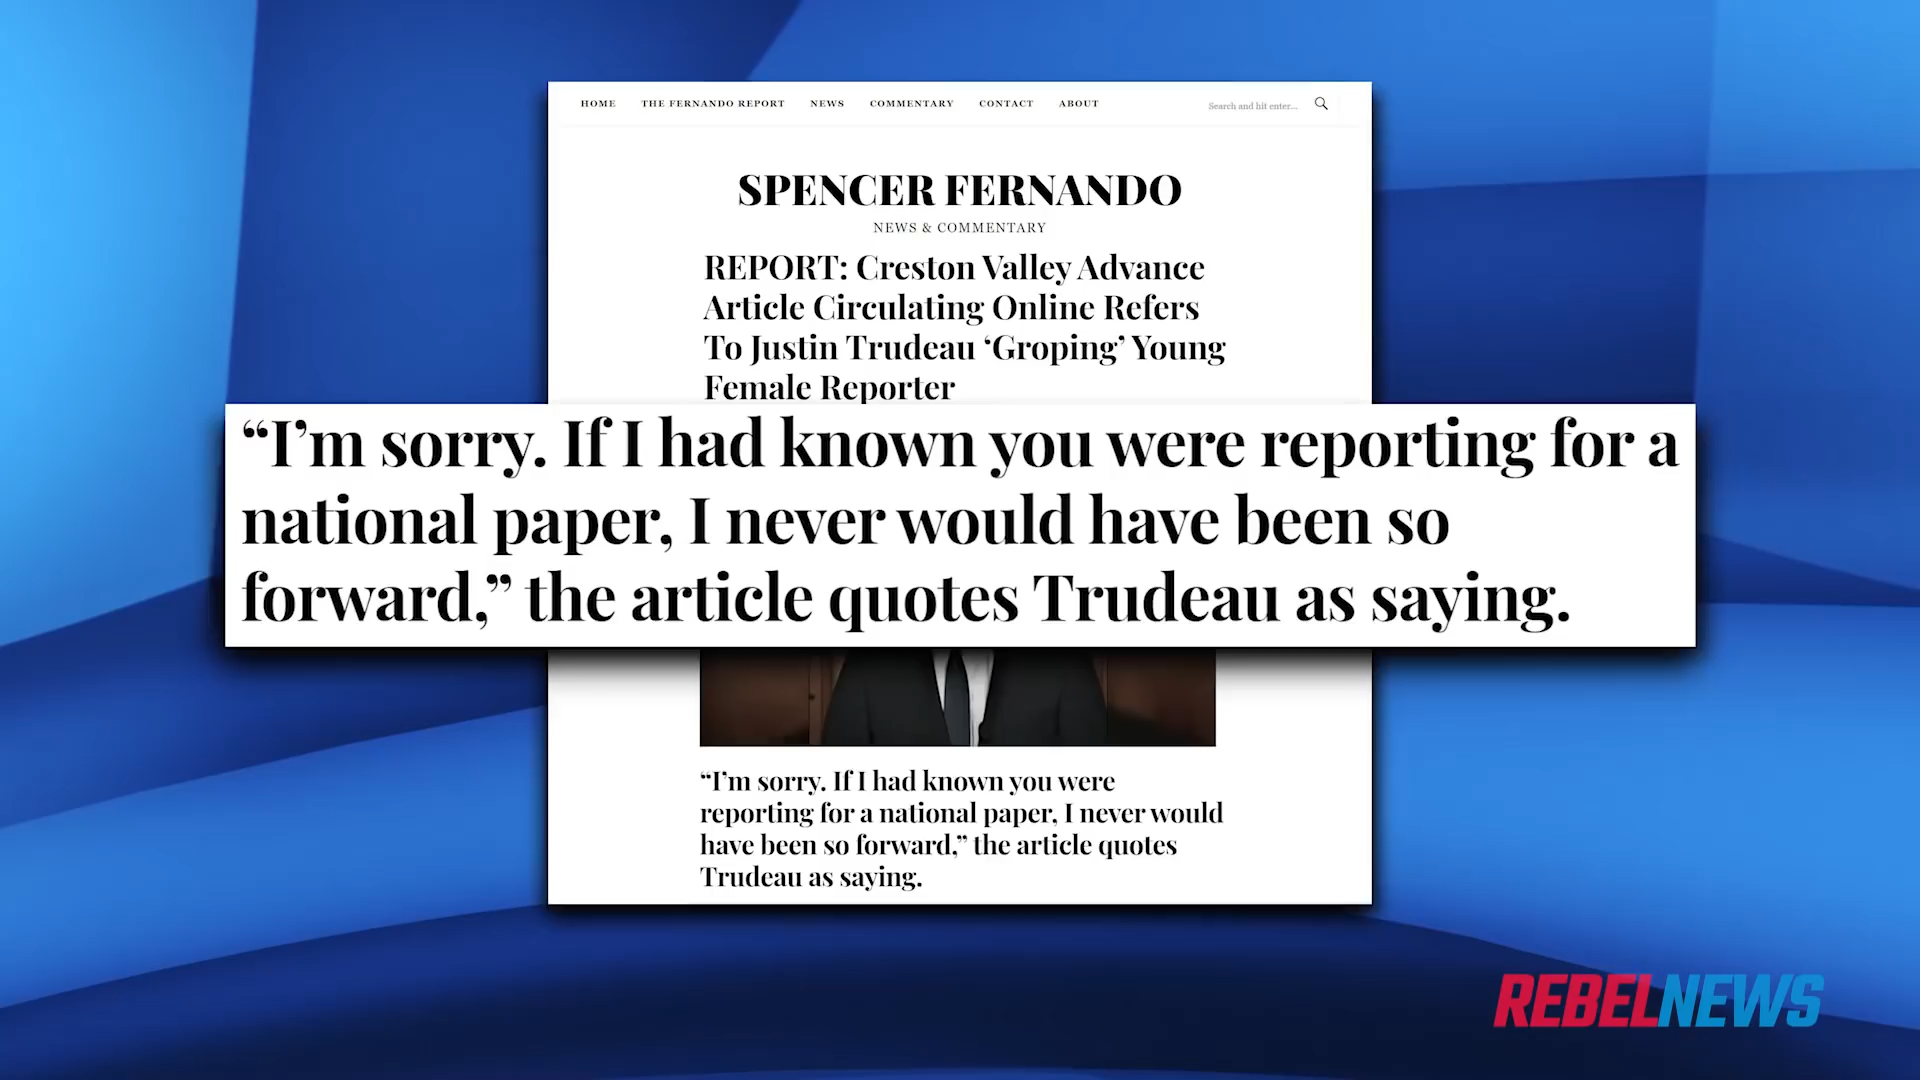 HOME THE FERNANDO REPORT NEWS COMMENTARY CONTACT ABOUT Search and hit enter...
SPENCER FERNANDO
NEWS & COMMENTARY
REPORT: Creston Valley Advance
Article Circulating Online Refers
To Justin Trudeau ‘Groping’ Young
Female Reporter
“I’m sorry. If I had known you were reporting for a
national paper, I never would have been so
forward,” the article quotes Trudeau as saying.
“I’m sorry. If I had known you were
reporting for a national paper, I never would
have been so forward,” the article quotes
Trudeau as saying.
REBELNEWS